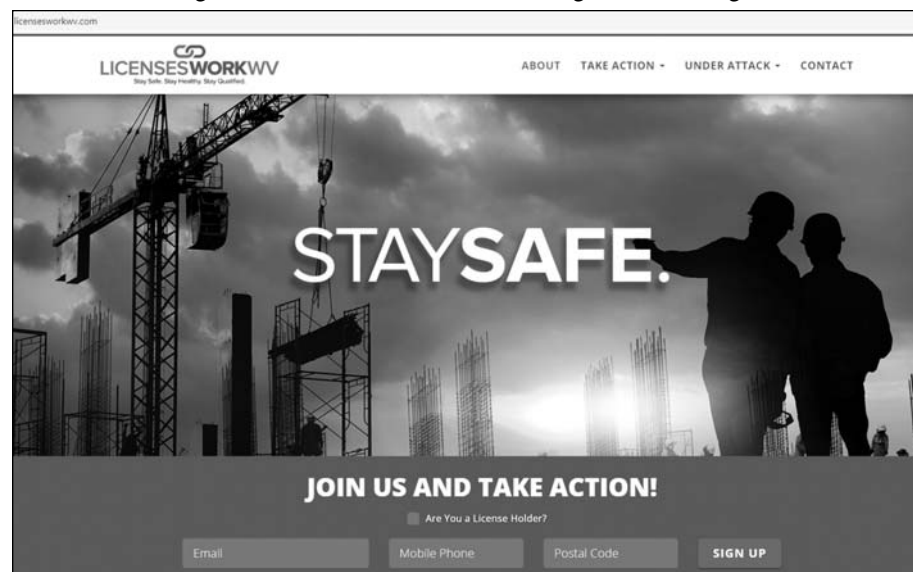 licensesworkwv.com
LICENSESWORKWV
Stay Safe. Stay Healthy. Stay Qualified.
ABOUT TAKE ACTION UNDER ATTACK CONTACT
STAYSAFE.
JOIN US AND TAKE ACTION!
Are You a License Holder?
Email Mobile Phone Postal Code SIGN UP